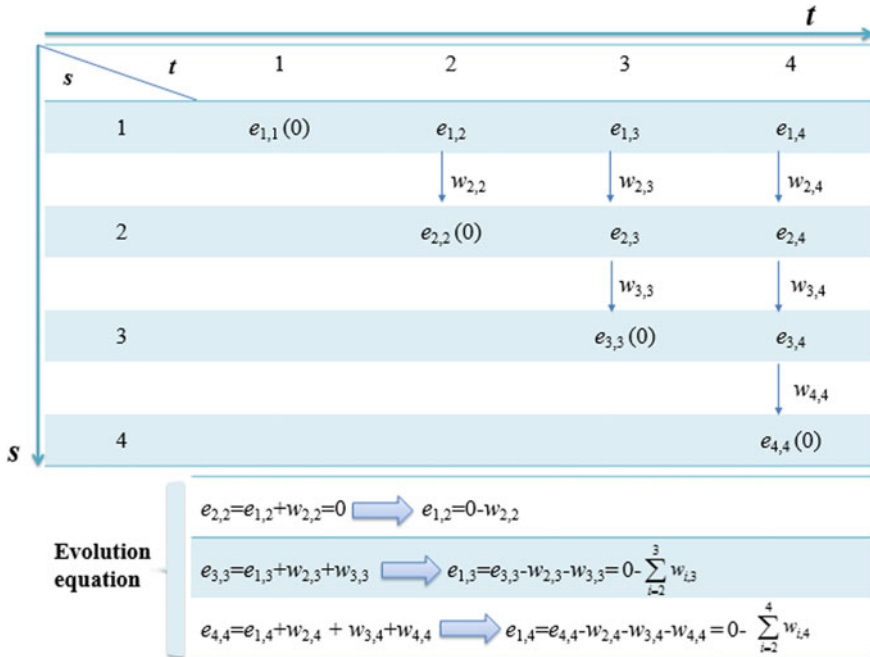 t
s t 1 2 3 4
1 e₁,₁(0) e₁,₂ e₁,₃ e₁,₄
w₂,₂ w₂,₃ w₂,₄
2 e₂,₂(0) e₂,₃ e₂,₄
w₃,₃ w₃,₄
3 e₃,₃(0) e₃,₄
w₄,₄
s 4 e₄,₄(0)
Evolution
equation
e₂,₂=e₁,₂+w₂,₂=0 e₁,₂=0-w₂,₂
e₃,₃=e₁,₃+w₂,₃+w₃,₃ e₁,₃=e₃,₃-w₂,₃-w₃,₃=0-∑_{i=2}^{3} w_{i,3}
e₄,₄=e₁,₄+w₂,₄ + w₃,₄+w₄,₄ e₁,₄=e₄,₄-w₂,₄-w₃,₄-w₄,₄=0- ∑_{i=2}^{4} w_{i,4}